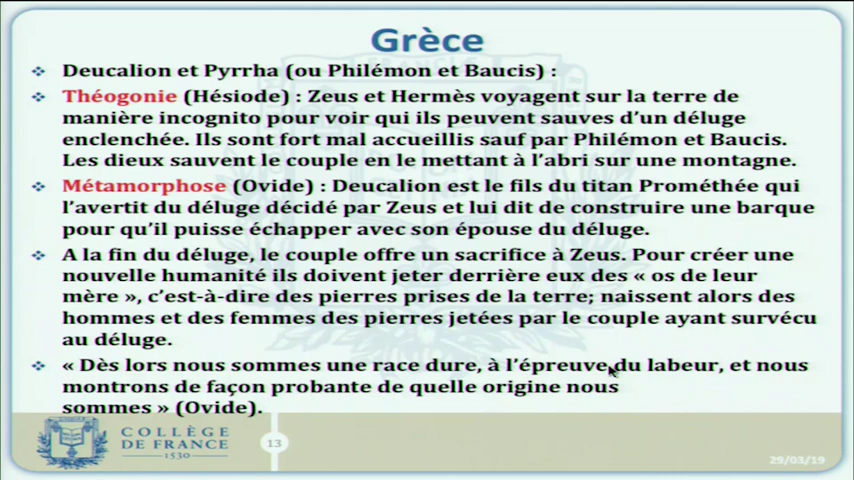 Grèce
Deucalion et Pyrrha (ou Philémon et Baucis) :
Théogonie (Hésiode) : Zeus et Hermès voyagent sur la terre de
manière incognito pour voir qui ils peuvent sauves d'un déluge
enclenchée. Ils sont fort mal accueillis sauf par Philémon et Baucis.
Les dieux sauvent le couple en le mettant à l'abri sur une montagne.
Métamorphose (Ovide) : Deucalion est le fils du titan Prométhée qui
l'avertit du déluge décidé par Zeus et lui dit de construire une barque
pour qu'il puisse échapper avec son épouse du déluge.
A la fin du déluge, le couple offre un sacrifice à Zeus. Pour créer une
nouvelle humanité ils doivent jeter derrière eux des « os de leur
mère », c'est-à-dire des pierres prises de la terre; naissent alors des
hommes et des femmes des pierres jetées par le couple ayant survécu
au déluge.
« Dès lors nous sommes une race dure, à l'épreuve du labeur, et nous
montrons de façon probante de quelle origine nous
sommes » (Ovide).
COLLÈGE
DE FRANCE
1530
13
29/03/19